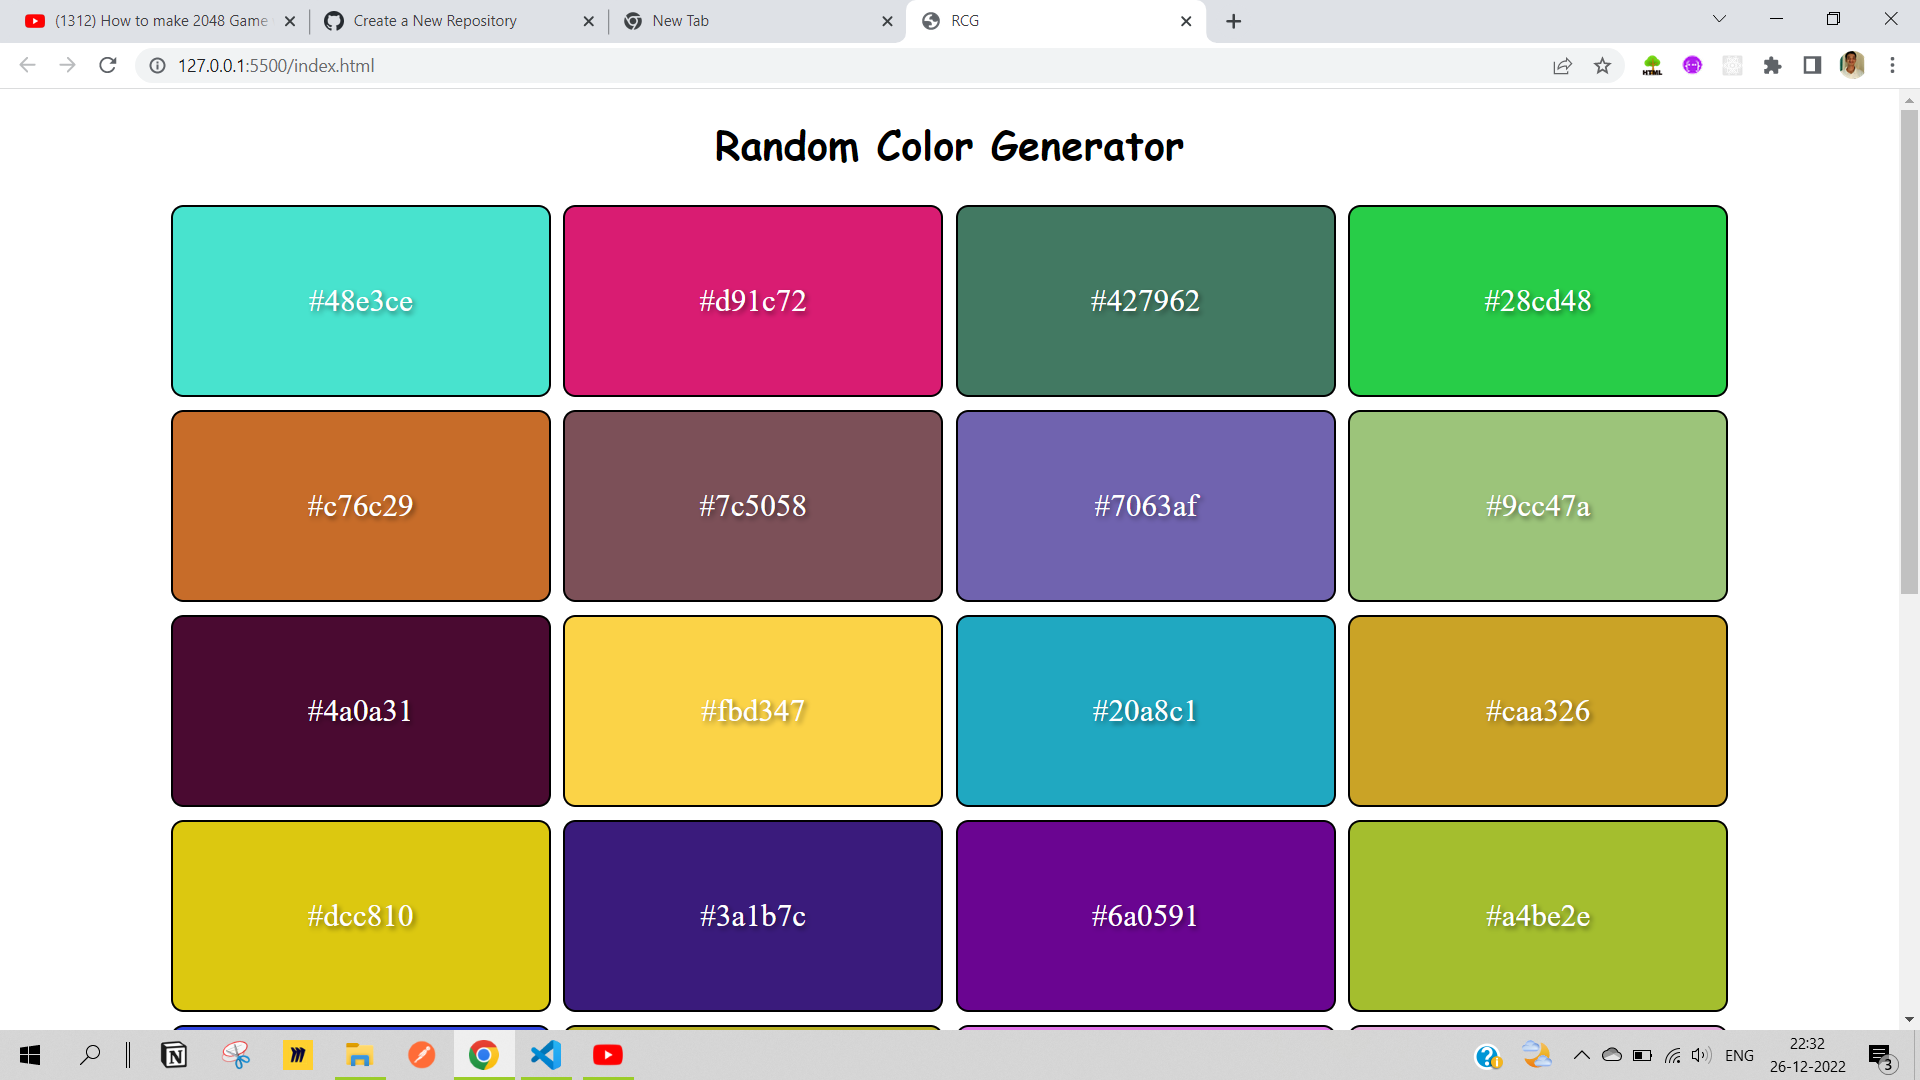 (1312) How to make 2048 Game
Create a New Repository
New Tab
RCG
127.0.0.1:5500/index.html
HTML
Random Color Generator
#48e3ce #d91c72 #427962 #28cd48
#c76c29 #7c5058 #7063af #9cc47a
#4a0a31 #fbd347 #20a8c1 #caa326
#dcc810 #3a1b7c #6a0591 #a4be2e
ENG
22:32
26-12-2022
3